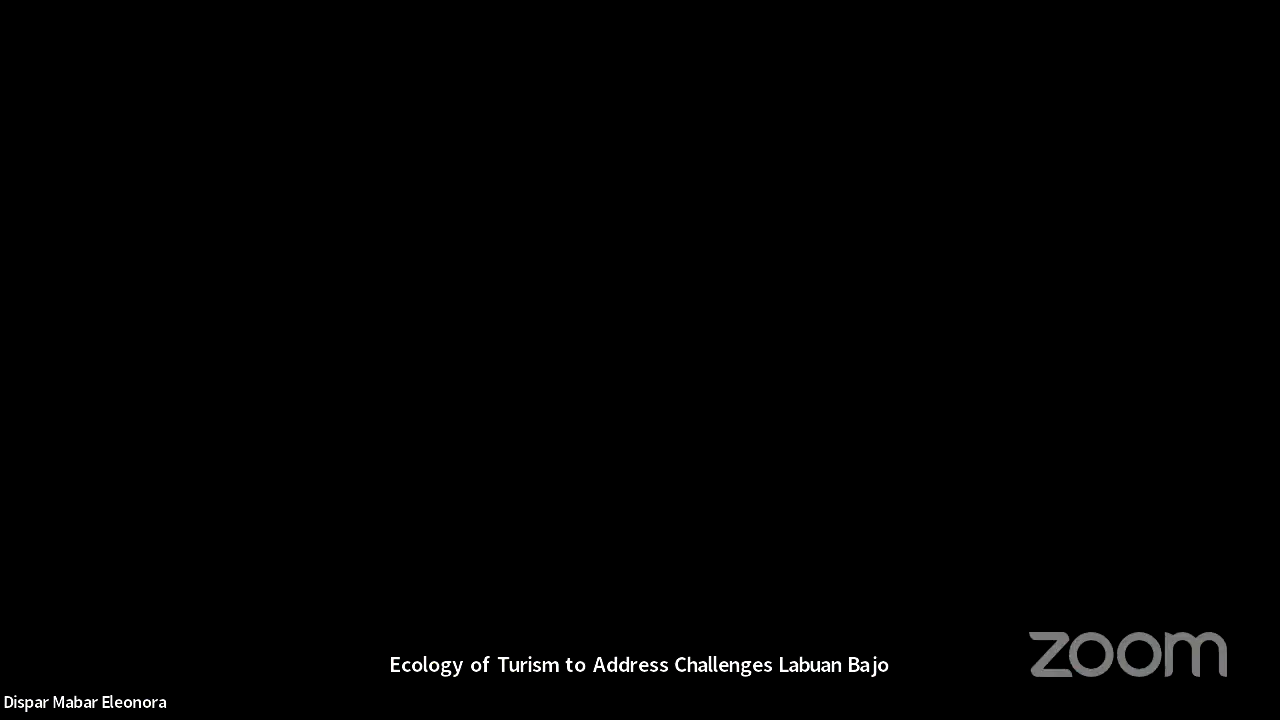 Ecology of Turism to Address Challenges Labuan Bajo
zoom
Dispar Mabar Eleonora